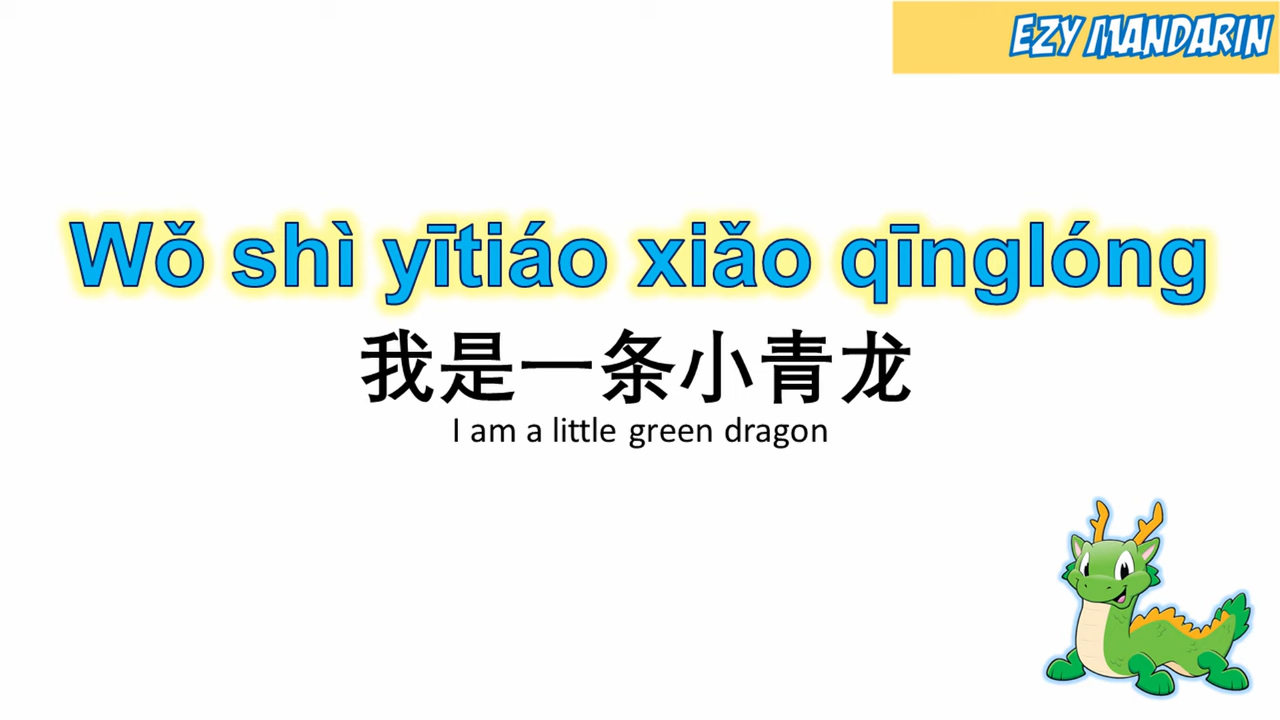 EZY MANDARIN
Wǒ shì yītiáo xiǎo qīnglóng
我是一条小青龙
I am a little green dragon